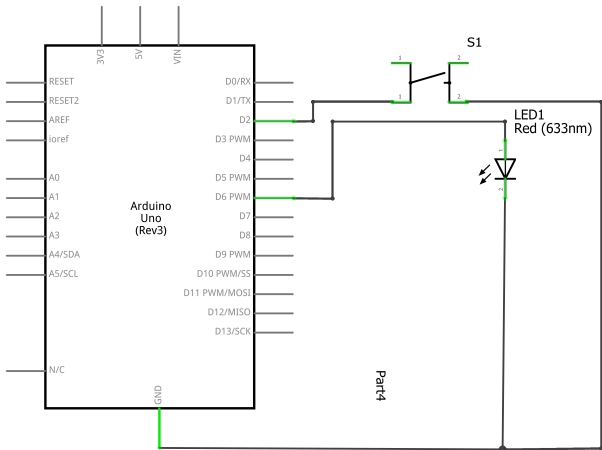 3V3
5V
VIN
RESET
RESET2
AREF
ioref
A0
A1
A2
A3
A4/SDA
A5/SCL
N/C
Arduino
Uno
(Rev3)
D0/RX
D1/TX
D2
D3 PWM
D4
D5 PWM
D6 PWM
D7
D8
D9 PWM
D10 PWM/SS
D11 PWM/MOSI
D12/MISO
D13/SCK
GND
S1
1
2
1
2
LED1
Red (633nm)
1
2
Part4